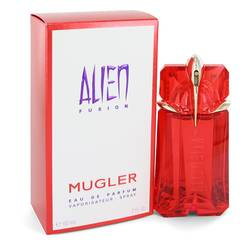 ALIEN
FUSION
MUGLER
EAU DE PARFUM
VAPORISATEUR - SPRAY